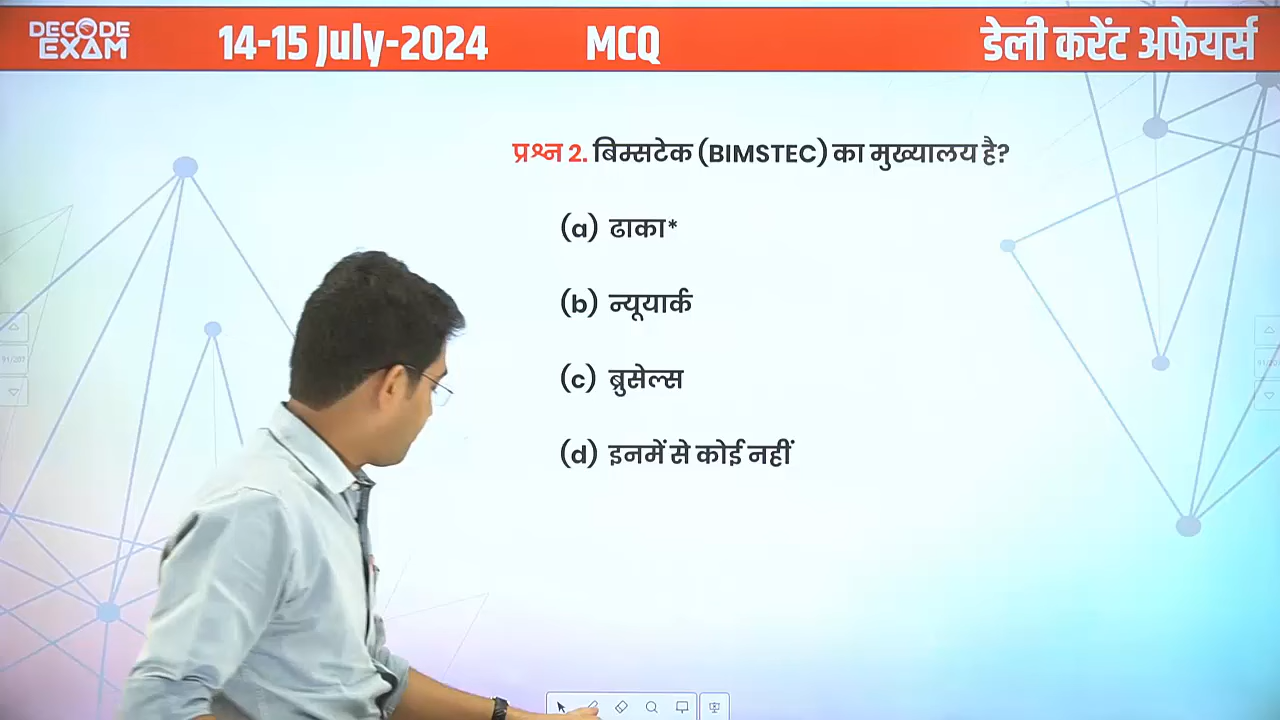 DECODE
EXAM
14-15 July-2024
MCQ
डेली करेंट अफेयर्स
प्रश्न 2. बिम्सटेक (BIMSTEC) का मुख्यालय है?
(a) ढाका*
(b) न्यूयार्क
(c) ब्रुसेल्स
(d) इनमें से कोई नहीं